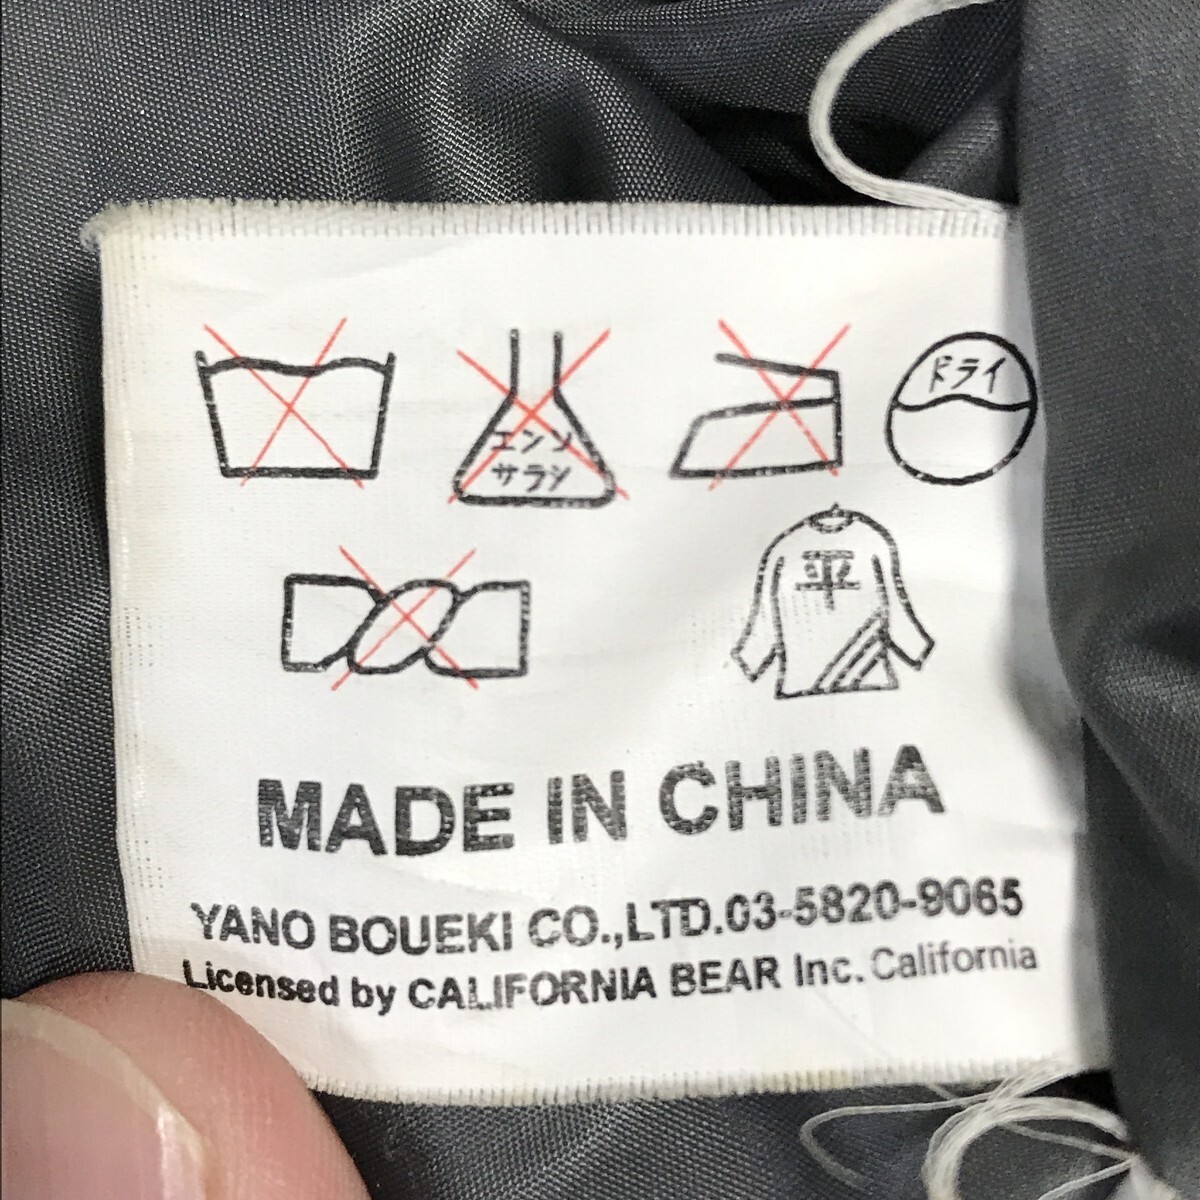 エンソ
サラシ
ドライ
平
MADE IN CHINA
YANO BOUEKI CO.,LTD.03-5820-9065
Licensed by CALIFORNIA BEAR Inc. California